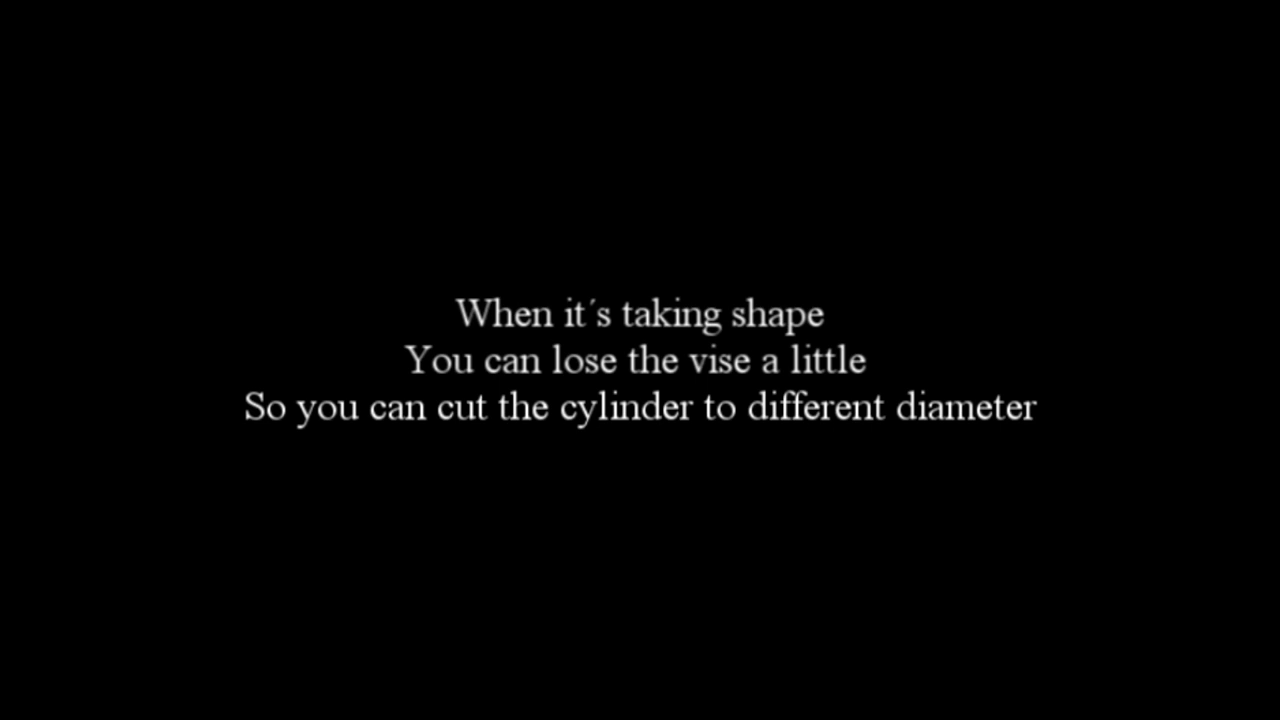 When it´s taking shape
You can lose the vise a little
So you can cut the cylinder to different diameter